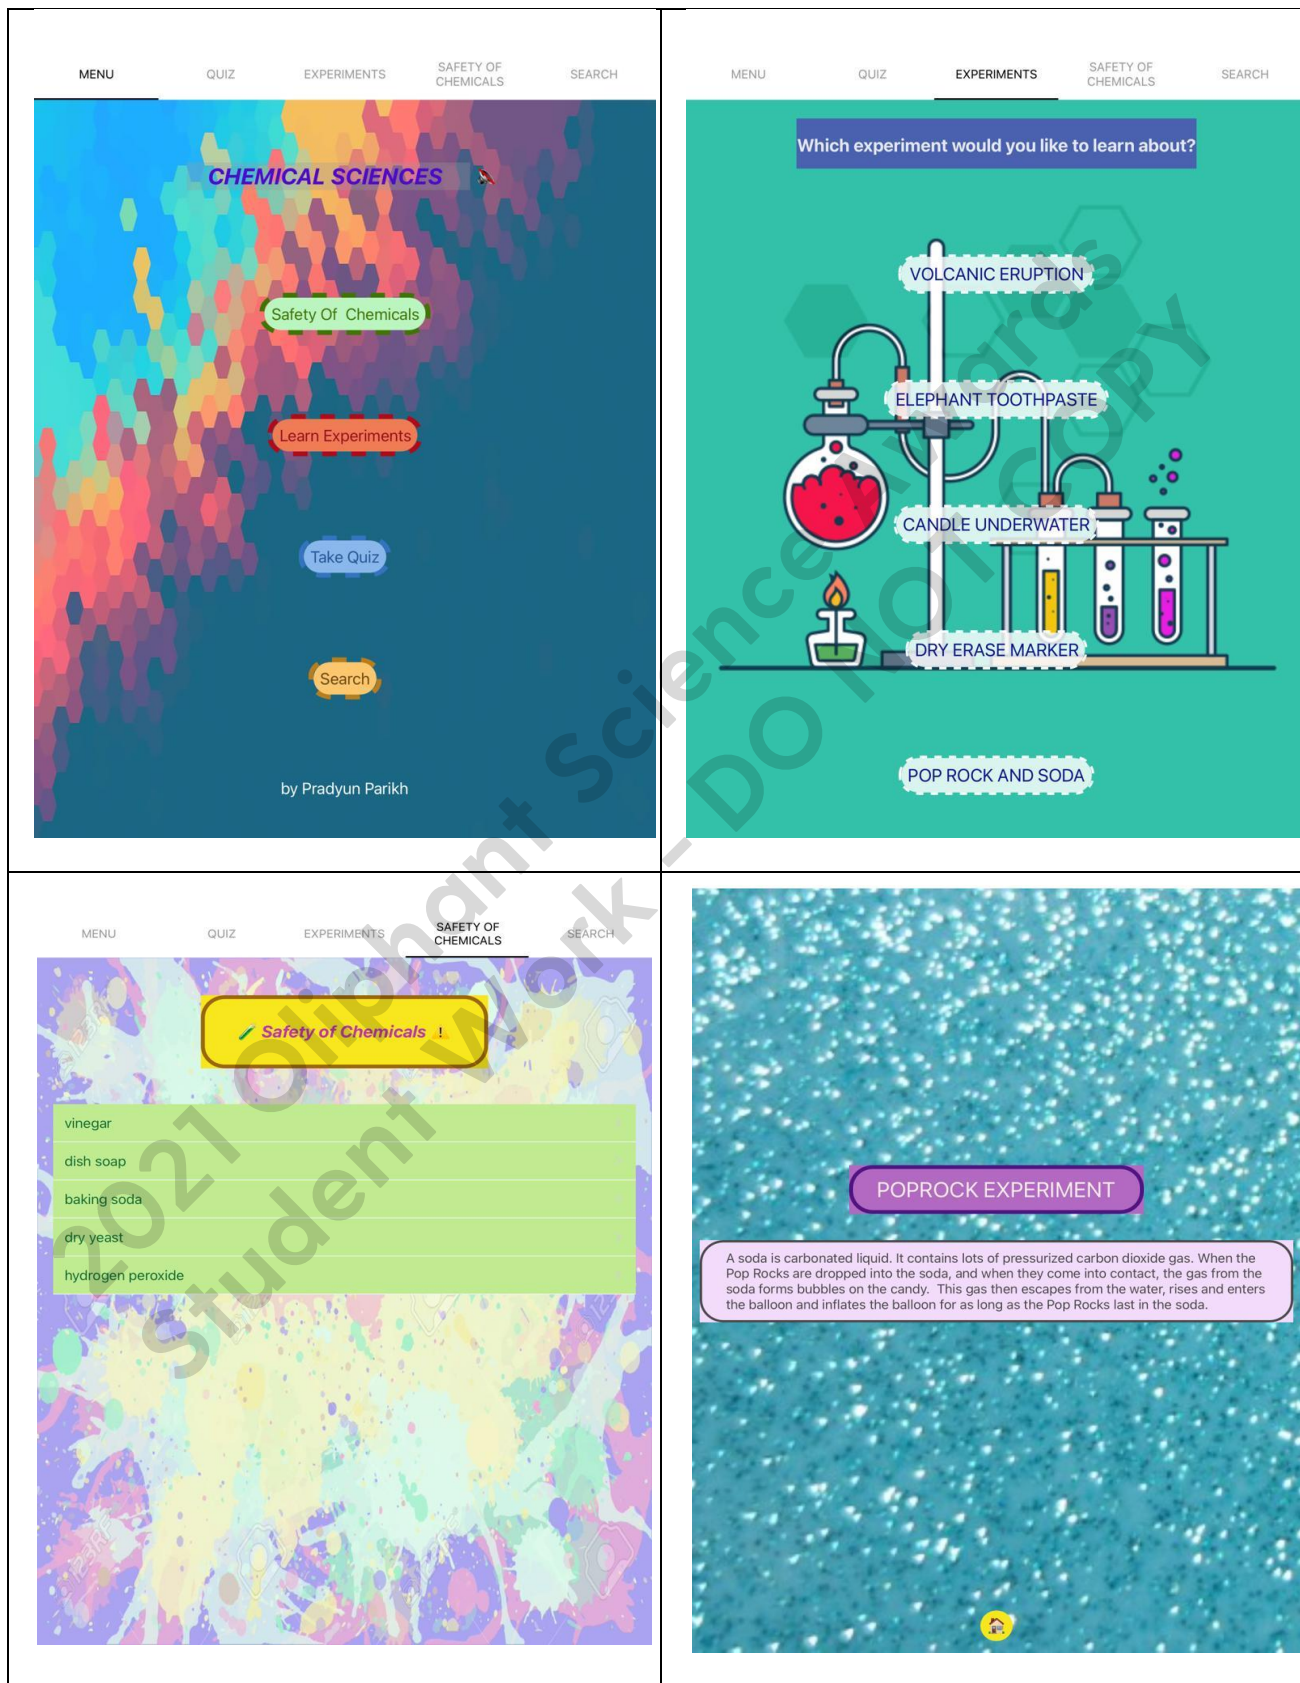 MENU
QUIZ
EXPERIMENTS
SAFETY OF
CHEMICALS
SEARCH
CHEMICAL SCIENCES
Safety Of  Chemicals
Learn Experiments
Take Quiz
Search
by Pradyun Parikh
MENU
QUIZ
EXPERIMENTS
SAFETY OF
CHEMICALS
SEARCH
Which experiment would you like to learn about?
VOLCANIC ERUPTION
ELEPHANT TOOTHPASTE
CANDLE UNDERWATER
DRY ERASE MARKER
POP ROCK AND SODA
MENU
QUIZ
EXPERIMENTS
SAFETY OF
CHEMICALS
SEARCH
Safety of Chemicals
vinegar
dish soap
baking soda
dry yeast
hydrogen peroxide
POPROCK EXPERIMENT
A soda is carbonated liquid. It contains lots of pressurized carbon dioxide gas. When the
Pop Rocks are dropped into the soda, and when they come into contact, the gas from the
soda forms bubbles on the candy.  This gas then escapes from the water, rises and enters
the balloon and inflates the balloon for as long as the Pop Rocks last in the soda.
2021 Oliphant Science Awards
Student Work - DO NOT COPY
123RF